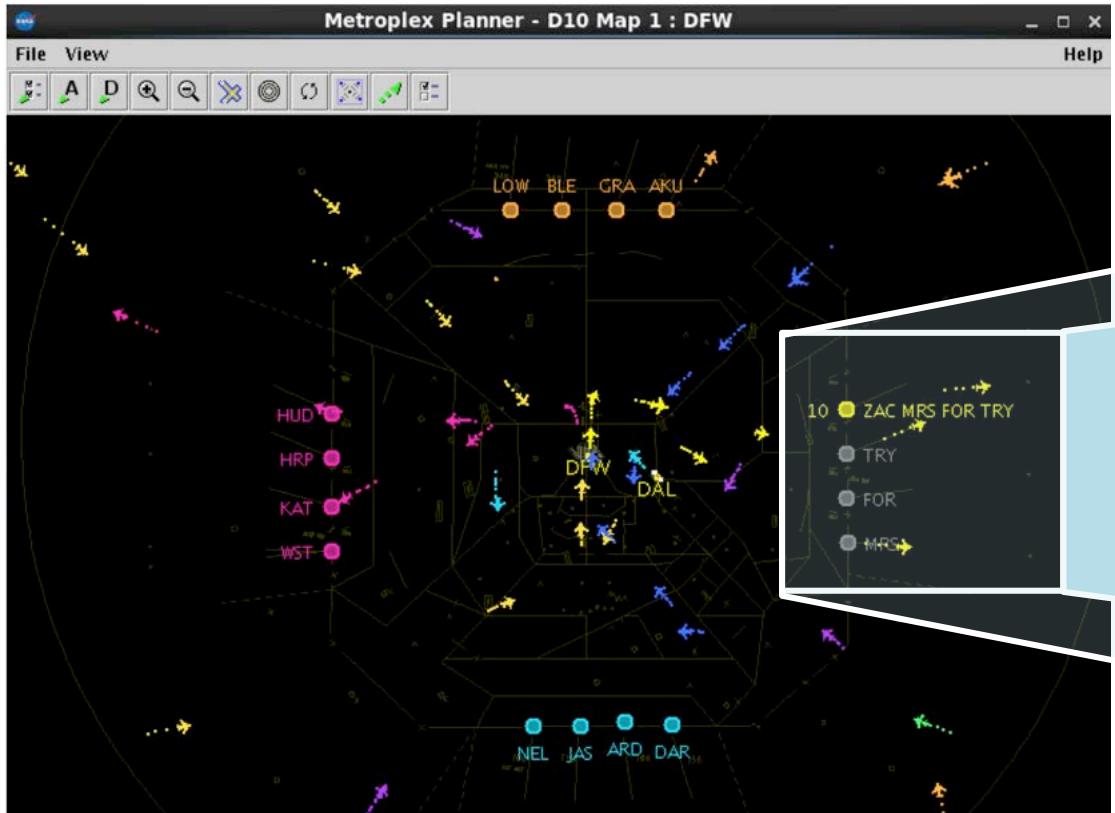 Metroplex Planner - D10 Map 1 : DFW
File View Help
A D
LOW BLE GRA AKU
HUD
HRP
KAT
WST
DFW
DAL
10 ZAC MRS FOR TRY
TRY
FOR
MRS
NEL JAS ARD DAR